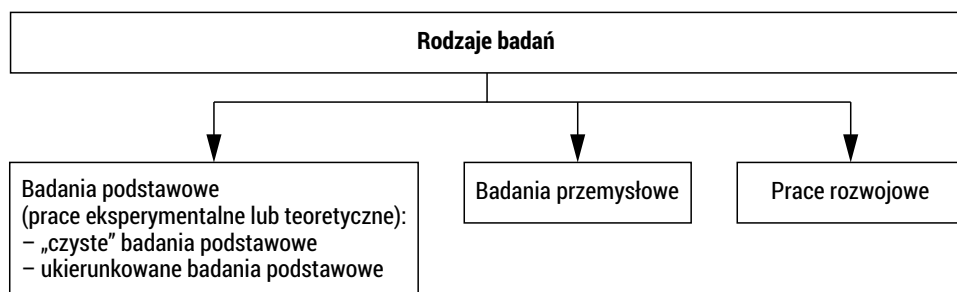 Rodzaje badań
Badania podstawowe
(prace eksperymentalne lub teoretyczne):
– „czyste” badania podstawowe
– ukierunkowane badania podstawowe
Badania przemysłowe
Prace rozwojowe